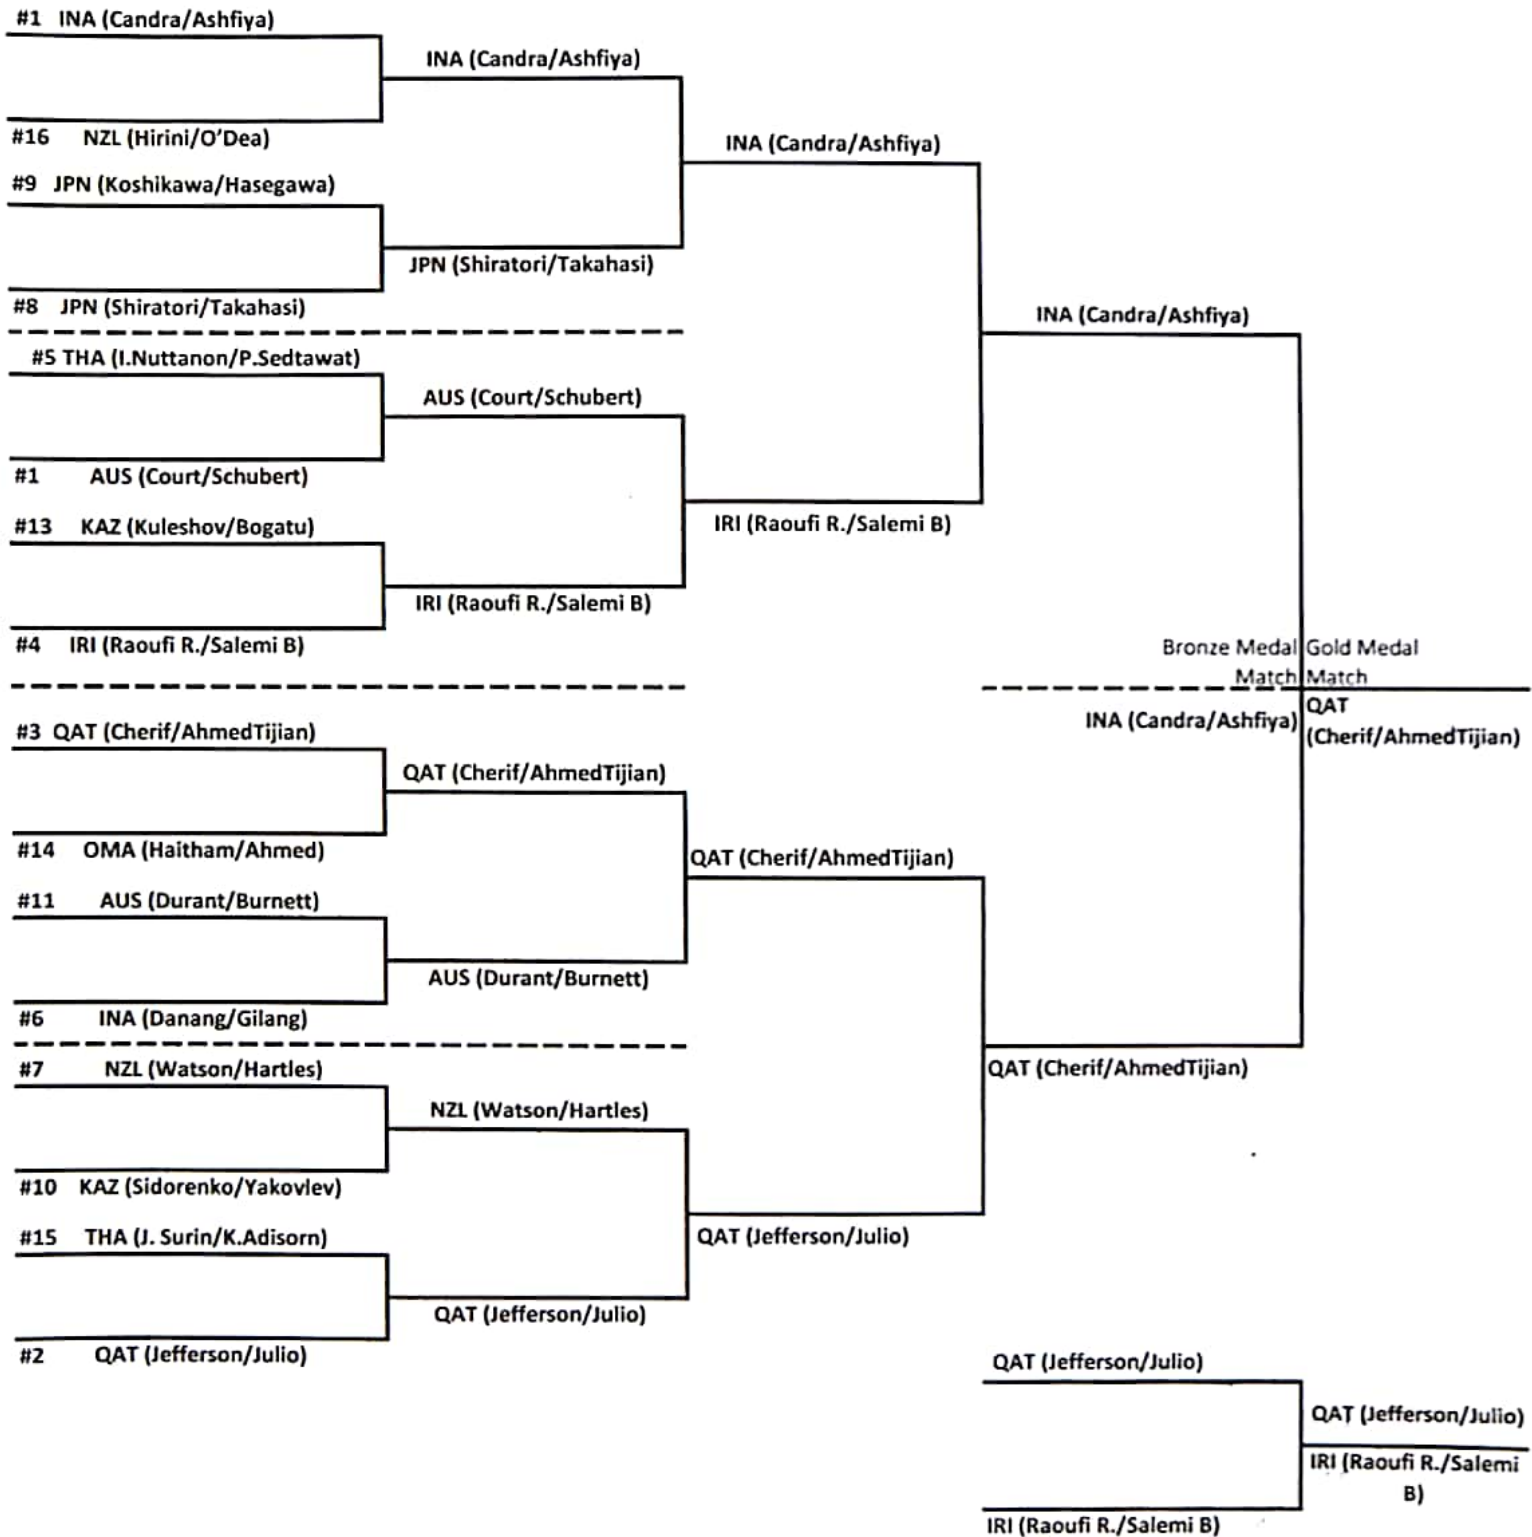 #1 INA (Candra/Ashfiya)
INA (Candra/Ashfiya)
#16 NZL (Hirini/O'Dea)
INA (Candra/Ashfiya)
#9 JPN (Koshikawa/Hasegawa)
JPN (Shiratori/Takahasi)
#8 JPN (Shiratori/Takahasi)
INA (Candra/Ashfiya)
#5 THA (I.Nuttanon/P.Sedtawat)
AUS (Court/Schubert)
#1 AUS (Court/Schubert)
#13 KAZ (Kuleshov/Bogatu)
IRI (Raoufi R./Salemi B)
IRI (Raoufi R./Salemi B)
#4 IRI (Raoufi R./Salemi B)
Bronze Medal Gold Medal
Match Match
INA (Candra/Ashfiya) QAT
(Cherif/AhmedTijian)
#3 QAT (Cherif/AhmedTijian)
QAT (Cherif/AhmedTijian)
#14 OMA (Haitham/Ahmed)
QAT (Cherif/AhmedTijian)
#11 AUS (Durant/Burnett)
AUS (Durant/Burnett)
#6 INA (Danang/Gilang)
#7 NZL (Watson/Hartles)
QAT (Cherif/AhmedTijian)
NZL (Watson/Hartles)
#10 KAZ (Sidorenko/Yakovlev)
#15 THA (J. Surin/K.Adisorn)
QAT (Jefferson/Julio)
QAT (Jefferson/Julio)
#2 QAT (Jefferson/Julio)
QAT (Jefferson/Julio)
QAT (Jefferson/Julio)
IRI (Raoufi R./Salemi
B)
IRI (Raoufi R./Salemi B)